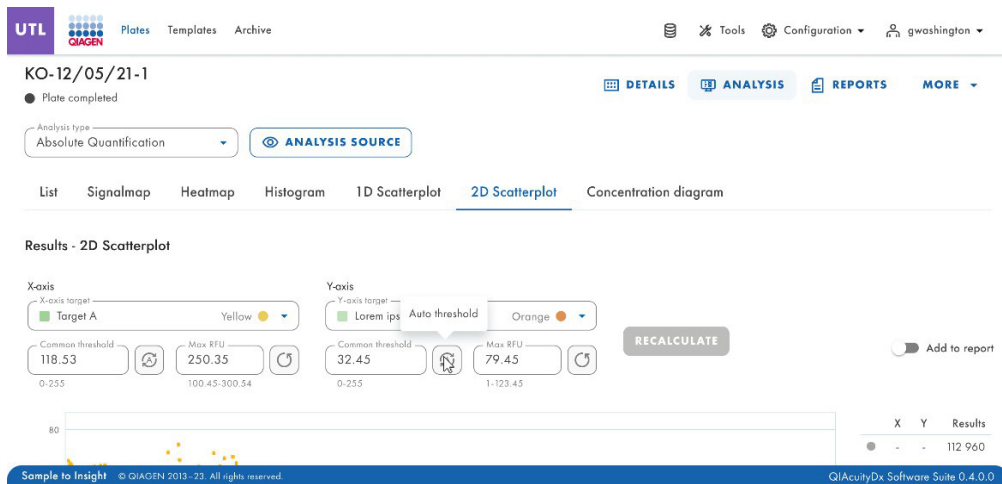 UTL QIAGEN Plates Templates Archive Tools Configuration gwashington
KO-12/05/21-1
Plate completed
DETAILS ANALYSIS REPORTS MORE
Analysis type
Absolute Quantification
ANALYSIS SOURCE
List Signalmap Heatmap Histogram 1D Scatterplot 2D Scatterplot Concentration diagram
Results - 2D Scatterplot
X-axis Y-axis
X-axis target Y-axis target
Target A Yellow Lorem ips Auto threshold Orange
Common threshold Max RFU Common threshold Max RFU
118.53 A 250.35 32.45 79.45
RECALCULATE
Add to report
0-255 100.45-300.54 0-255 1-123.45
X Y Results
80
- - 112 960
Sample to Insight © QIAGEN 2013–23. All rights reserved. QIAcuityDx Software Suite 0.4.0.0